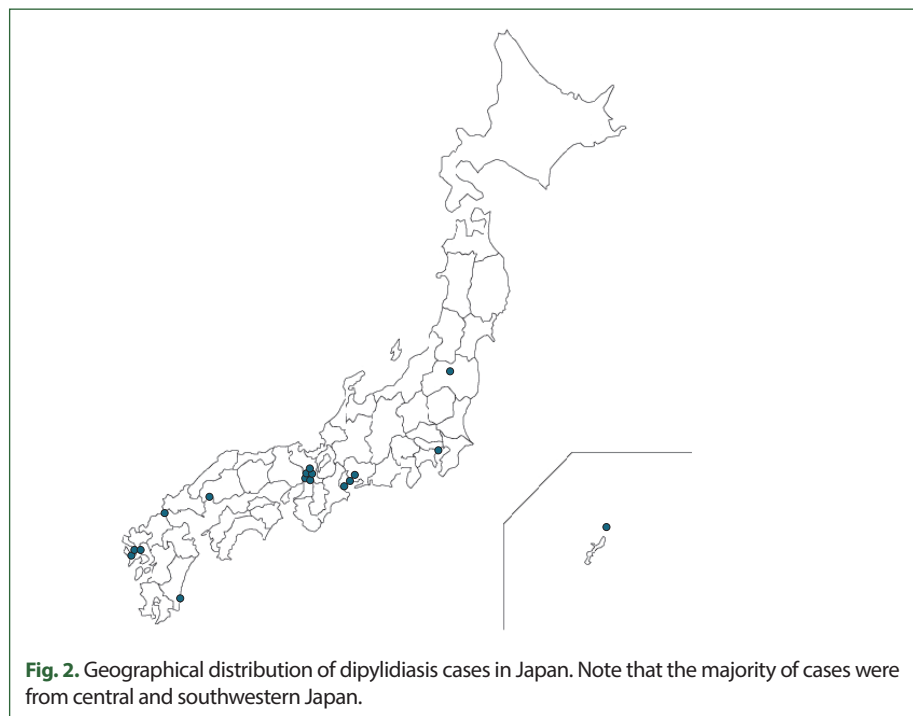 Fig. 2. Geographical distribution of dipylidiasis cases in Japan. Note that the majority of cases were
from central and southwestern Japan.